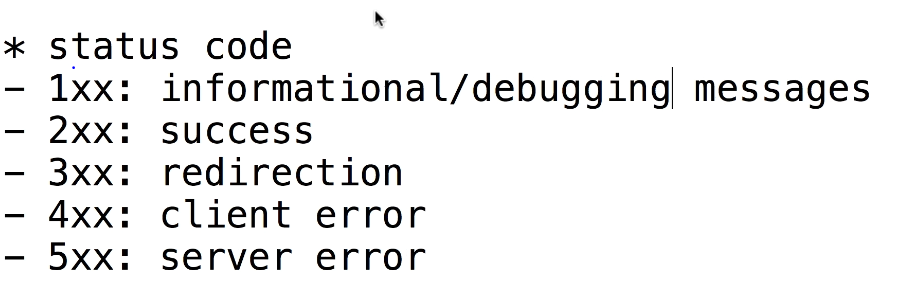 * status code
- 1xx: informational/debugging messages
- 2xx: success
- 3xx: redirection
- 4xx: client error
- 5xx: server error